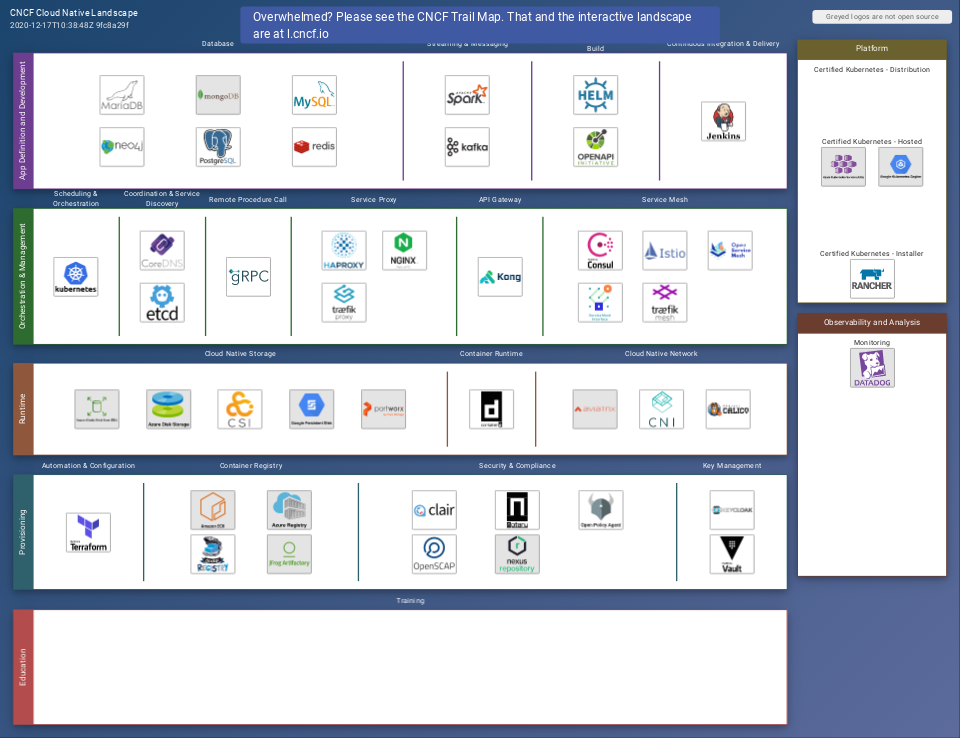 CNCF Cloud Native Landscape
2020-12-17T10:38:48Z 9fc8a29f
Overwhelmed? Please see the CNCF Trail Map. That and the interactive landscape
are at l.cncf.io
Greyed logos are not open source
App Definition and Development
Database
Streaming & Messaging
Build
Continuous Integration & Delivery
MariaDB
mongoDB
MySQL
Spark
HELM
Jenkins
neo4j
PostgreSQL
redis
kafka
OPENAPI
INITIATIVE
Orchestration & Management
Scheduling &
Orchestration
Coordination & Service
Discovery
Remote Procedure Call
Service Proxy
API Gateway
Service Mesh
kubernetes
CoreDNS
etcd
gRPC
HAPROXY
NGINX
træfik
proxy
Kong
Consul
Istio
Open
Service
Mesh
træfik
mesh
Runtime
Cloud Native Storage
Container Runtime
Cloud Native Network
Azure Disk Storage
CSI
Google Persistent Disk
portworx
aviatrix
CNI
CALICO
Provisioning
Automation & Configuration
Container Registry
Security & Compliance
Key Management
Terraform
Amazon ECR
Azure Registry
REGISTRY
JFrog Artifactory
clair
Notary
Open Policy Agent
OpenSCAP
nexus
repository
KEYCLOAK
Vault
Education
Training
Platform
Certified Kubernetes - Distribution
Certified Kubernetes - Hosted
Google Kubernetes Engine
Certified Kubernetes - Installer
RANCHER
Observability and Analysis
Monitoring
DATADOG